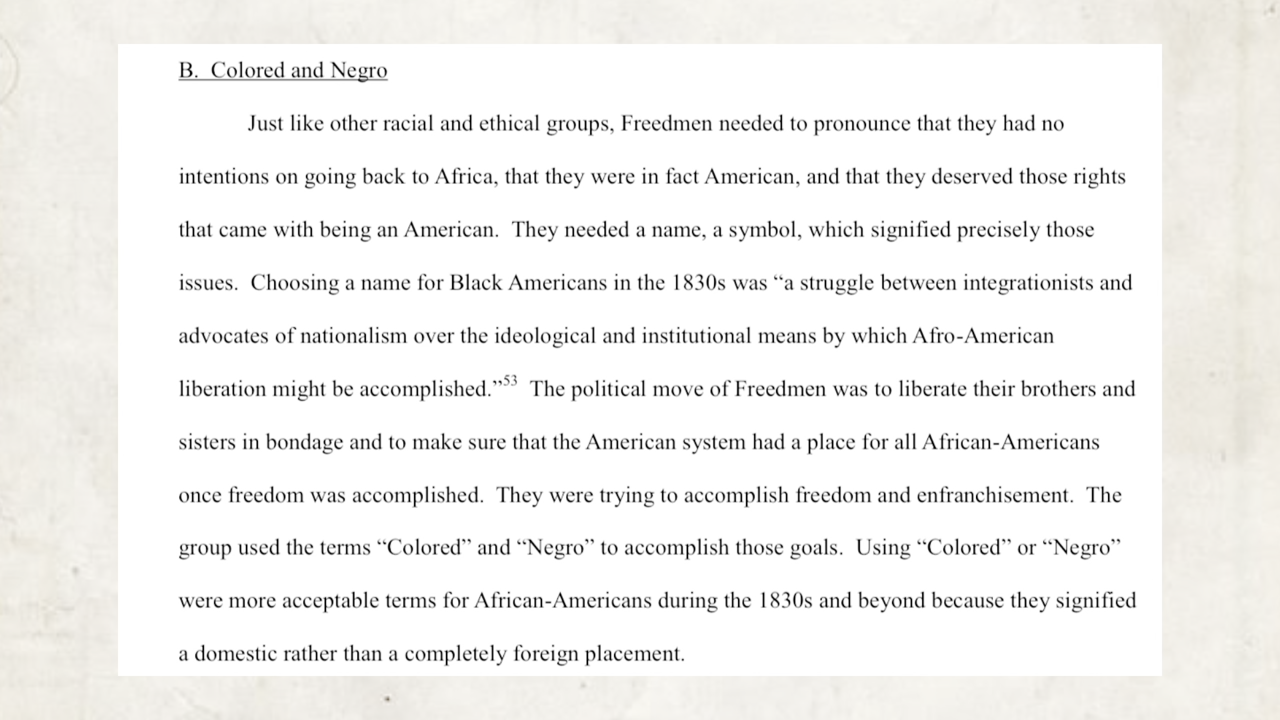 B.  Colored and Negro
Just like other racial and ethical groups, Freedmen needed to pronounce that they had no
intentions on going back to Africa, that they were in fact American, and that they deserved those rights
that came with being an American.  They needed a name, a symbol, which signified precisely those
issues.  Choosing a name for Black Americans in the 1830s was “a struggle between integrationists and
advocates of nationalism over the ideological and institutional means by which Afro-American
liberation might be accomplished.”53  The political move of Freedmen was to liberate their brothers and
sisters in bondage and to make sure that the American system had a place for all African-Americans
once freedom was accomplished.  They were trying to accomplish freedom and enfranchisement.  The
group used the terms “Colored” and “Negro” to accomplish those goals.  Using “Colored” or “Negro”
were more acceptable terms for African-Americans during the 1830s and beyond because they signified
a domestic rather than a completely foreign placement.